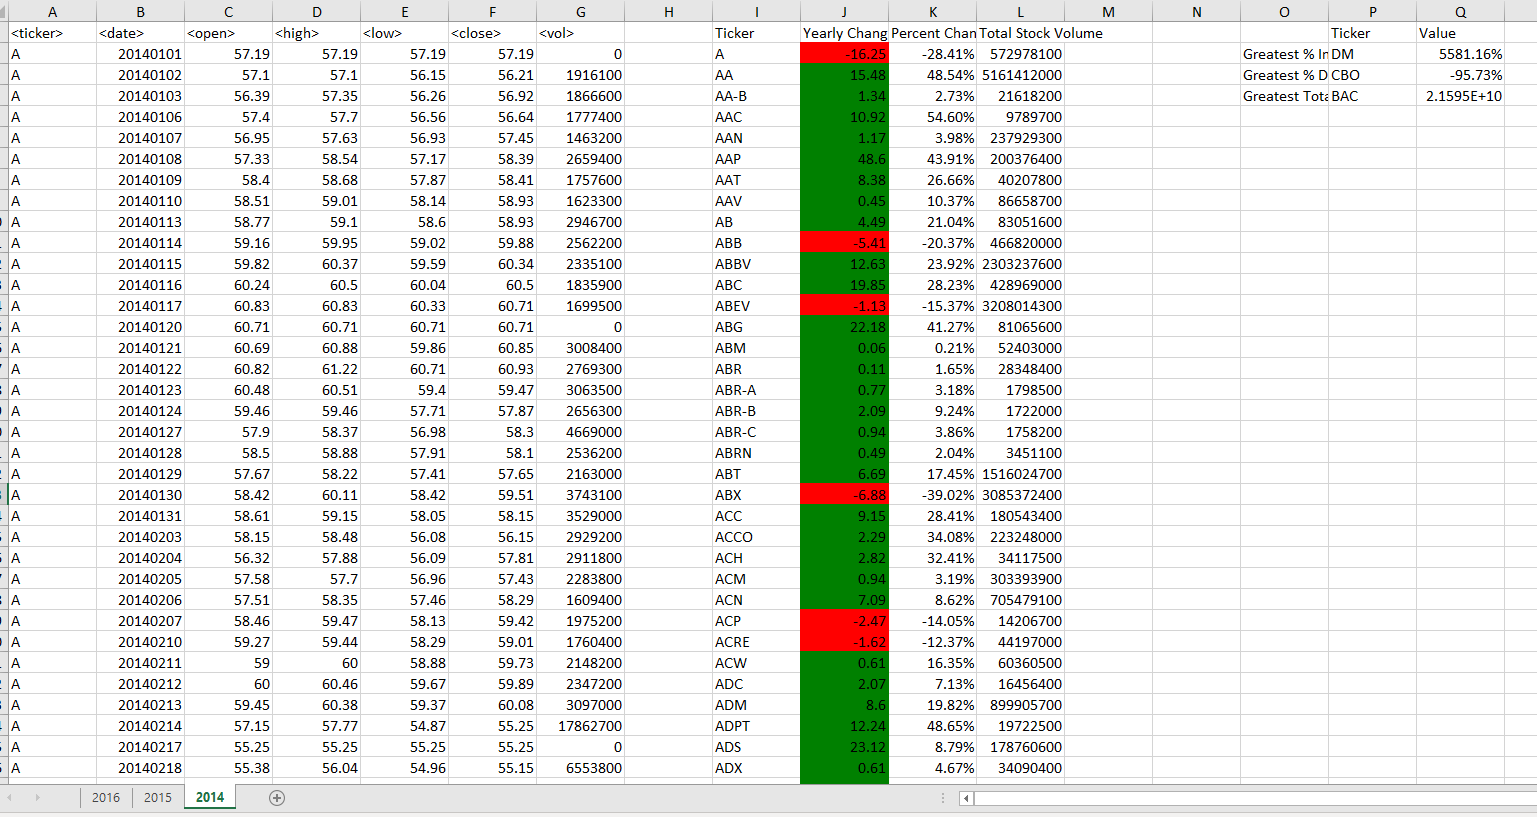 A B C D E F G H I J K L M N O P Q
<ticker> <date> <open> <high> <low> <close> <vol> Ticker Yearly Chang Percent Chan Total Stock Volume Ticker Value
A 20140101 57.19 57.19 57.19 57.19 0 A -16.25 -28.41% 572978100 Greatest % In DM 5581.16%
A 20140102 57.1 57.1 56.15 56.21 1916100 AA 15.48 48.54% 5161412000 Greatest % D CBO -95.73%
A 20140103 56.39 57.35 56.26 56.92 1866600 AA-B 1.34 2.73% 21618200 Greatest Tota BAC 2.1595E+10
A 20140106 57.4 57.7 56.56 56.64 1777400 AAC 10.92 54.60% 9789700
A 20140107 56.95 57.63 56.93 57.45 1463200 AAN 1.17 3.98% 237929300
A 20140108 57.33 58.54 57.17 58.39 2659400 AAP 48.6 43.91% 200376400
A 20140109 58.4 58.68 57.87 58.41 1757600 AAT 8.38 26.66% 40207800
A 20140110 58.51 59.01 58.14 58.93 1623300 AAV 0.45 10.37% 86658700
A 20140113 58.77 59.1 58.6 58.93 2946700 AB 4.49 21.04% 83051600
A 20140114 59.16 59.95 59.02 59.88 2562200 ABB -5.41 -20.37% 466820000
A 20140115 59.82 60.37 59.59 60.34 2335100 ABBV 12.63 23.92% 2303237600
A 20140116 60.24 60.5 60.04 60.5 1835900 ABC 19.85 28.23% 428969000
A 20140117 60.83 60.83 60.33 60.71 1699500 ABEV -1.13 -15.37% 3208014300
A 20140120 60.71 60.71 60.71 60.71 0 ABG 22.18 41.27% 81065600
A 20140121 60.69 60.88 59.86 60.85 3008400 ABM 0.06 0.21% 52403000
A 20140122 60.82 61.22 60.71 60.93 2769300 ABR 0.11 1.65% 28348400
A 20140123 60.48 60.51 59.4 59.47 3063500 ABR-A 0.77 3.18% 1798500
A 20140124 59.46 59.46 57.71 57.87 2656300 ABR-B 2.09 9.24% 1722000
A 20140127 57.9 58.37 56.98 58.3 4669000 ABR-C 0.94 3.86% 1758200
A 20140128 58.5 58.88 57.91 58.1 2536200 ABRN 0.49 2.04% 3451100
A 20140129 57.67 58.22 57.41 57.65 2163000 ABT 6.69 17.45% 1516024700
A 20140130 58.42 60.11 58.42 59.51 3743100 ABX -6.88 -39.02% 3085372400
A 20140131 58.61 59.15 58.05 58.15 3529000 ACC 9.15 28.41% 180543400
A 20140203 58.15 58.48 56.08 56.15 2929200 ACCO 2.29 34.08% 223248000
A 20140204 56.32 57.88 56.09 57.81 2911800 ACH 2.82 32.41% 34117500
A 20140205 57.58 57.7 56.96 57.43 2283800 ACM 0.94 3.19% 303393900
A 20140206 57.51 58.35 57.46 58.29 1609400 ACN 7.09 8.62% 705479100
A 20140207 58.46 59.47 58.13 59.42 1975200 ACP -2.47 -14.05% 14206700
A 20140210 59.27 59.44 58.29 59.01 1760400 ACRE -1.62 -12.37% 44197000
A 20140211 59 60 58.88 59.73 2148200 ACW 0.61 16.35% 60360500
A 20140212 60 60.46 59.67 59.89 2347200 ADC 2.07 7.13% 16456400
A 20140213 59.45 60.38 59.37 60.08 3097000 ADM 8.6 19.82% 899905700
A 20140214 57.15 57.77 54.87 55.25 17862700 ADPT 12.24 48.65% 19722500
A 20140217 55.25 55.25 55.25 55.25 0 ADS 23.12 8.79% 178760600
A 20140218 55.38 56.04 54.96 55.15 6553800 ADX 0.61 4.67% 34090400
2016 2015 2014